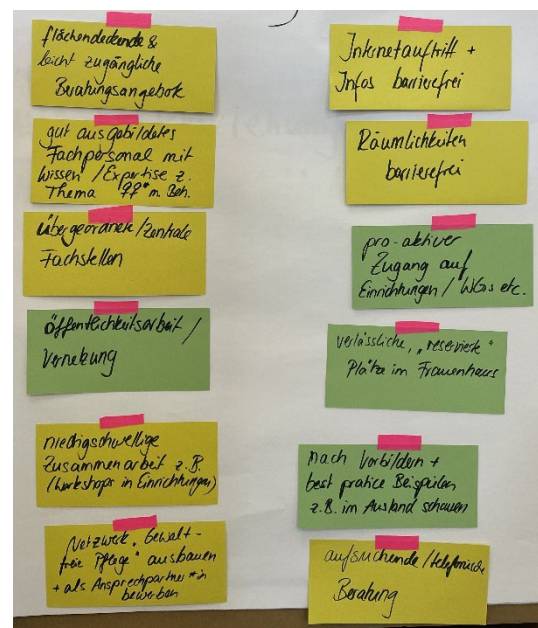 flächendeckende &
leicht zugängliche
Beratungsangebote
gut ausgebildetes
Fachpersonal mit
Wissen / Expertise z.
Thema "FF* m. Beh.
übergeordnete / zentrale
Fachstellen
öffentlichkeitsarbeit /
Vernetzung
niedrigschwellige
Zusammenarbeit z.B.
(Workshops in Einrichtungen)
Netzwerk "Gewalt-
freie Pflege" ausbauen
+ als Ansprechpartner*in
bewerben
Internetauftritt +
Infos barrierefrei
Räumlichkeiten
barrierefrei
pro-aktiver
Zugang auf
Einrichtungen / WGs etc.
verlässliche, "reservierte"
Plätze im Frauenhaus
nach Vorbildern +
best pratice Beispielen
z.B. im Ausland schauen
aufsuchende / telefonische
Beratung